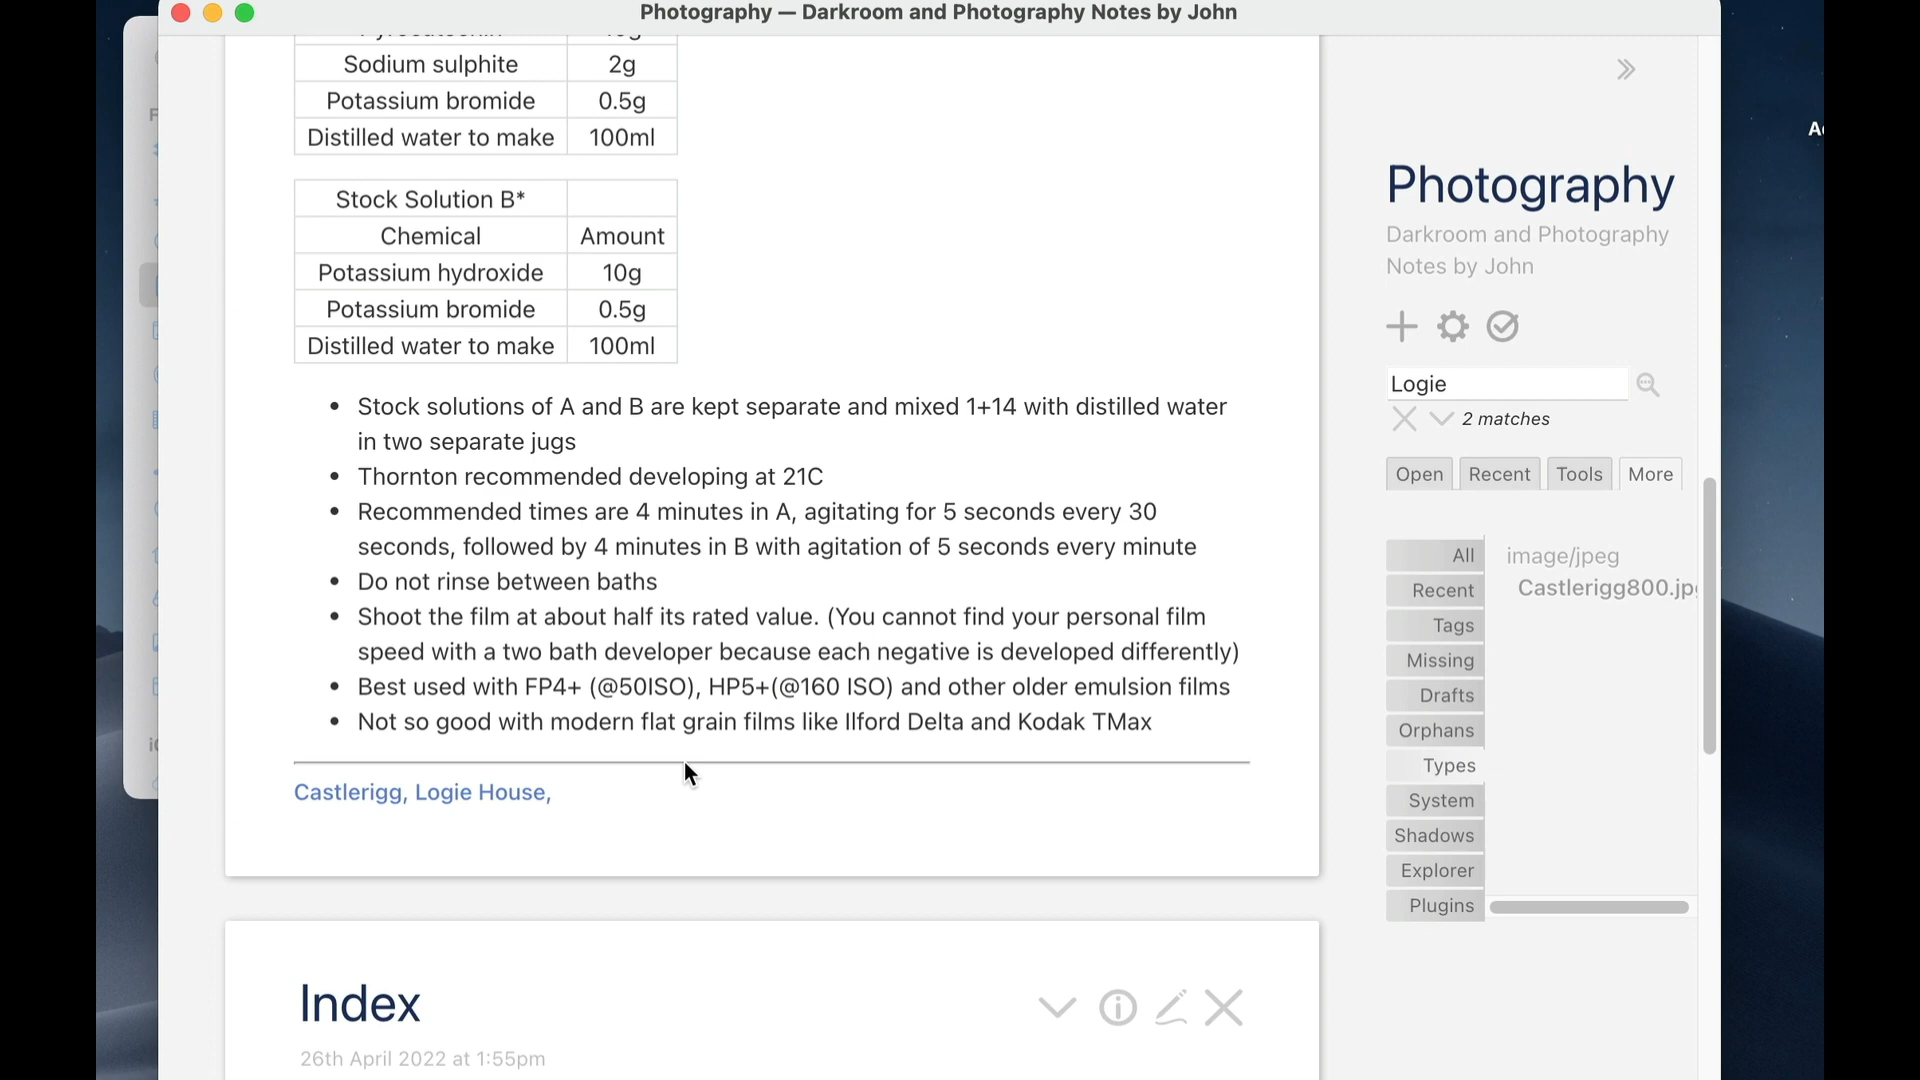 Photography — Darkroom and Photography Notes by John
Sodium sulphite 2g
Potassium bromide 0.5g
Distilled water to make 100ml
Stock Solution B*
Chemical Amount
Potassium hydroxide 10g
Potassium bromide 0.5g
Distilled water to make 100ml
Stock solutions of A and B are kept separate and mixed 1+14 with distilled water
in two separate jugs
Thornton recommended developing at 21C
Recommended times are 4 minutes in A, agitating for 5 seconds every 30
seconds, followed by 4 minutes in B with agitation of 5 seconds every minute
Do not rinse between baths
Shoot the film at about half its rated value. (You cannot find your personal film
speed with a two bath developer because each negative is developed differently)
Best used with FP4+ (@50ISO), HP5+(@160 ISO) and other older emulsion films
Not so good with modern flat grain films like Ilford Delta and Kodak TMax
Castlerigg, Logie House,
Index
26th April 2022 at 1:55pm
Photography
Darkroom and Photography
Notes by John
Logie
2 matches
Open Recent Tools More
All
Recent
Tags
Missing
Drafts
Orphans
Types
System
Shadows
Explorer
Plugins
image/jpeg
Castlerigg800.jp